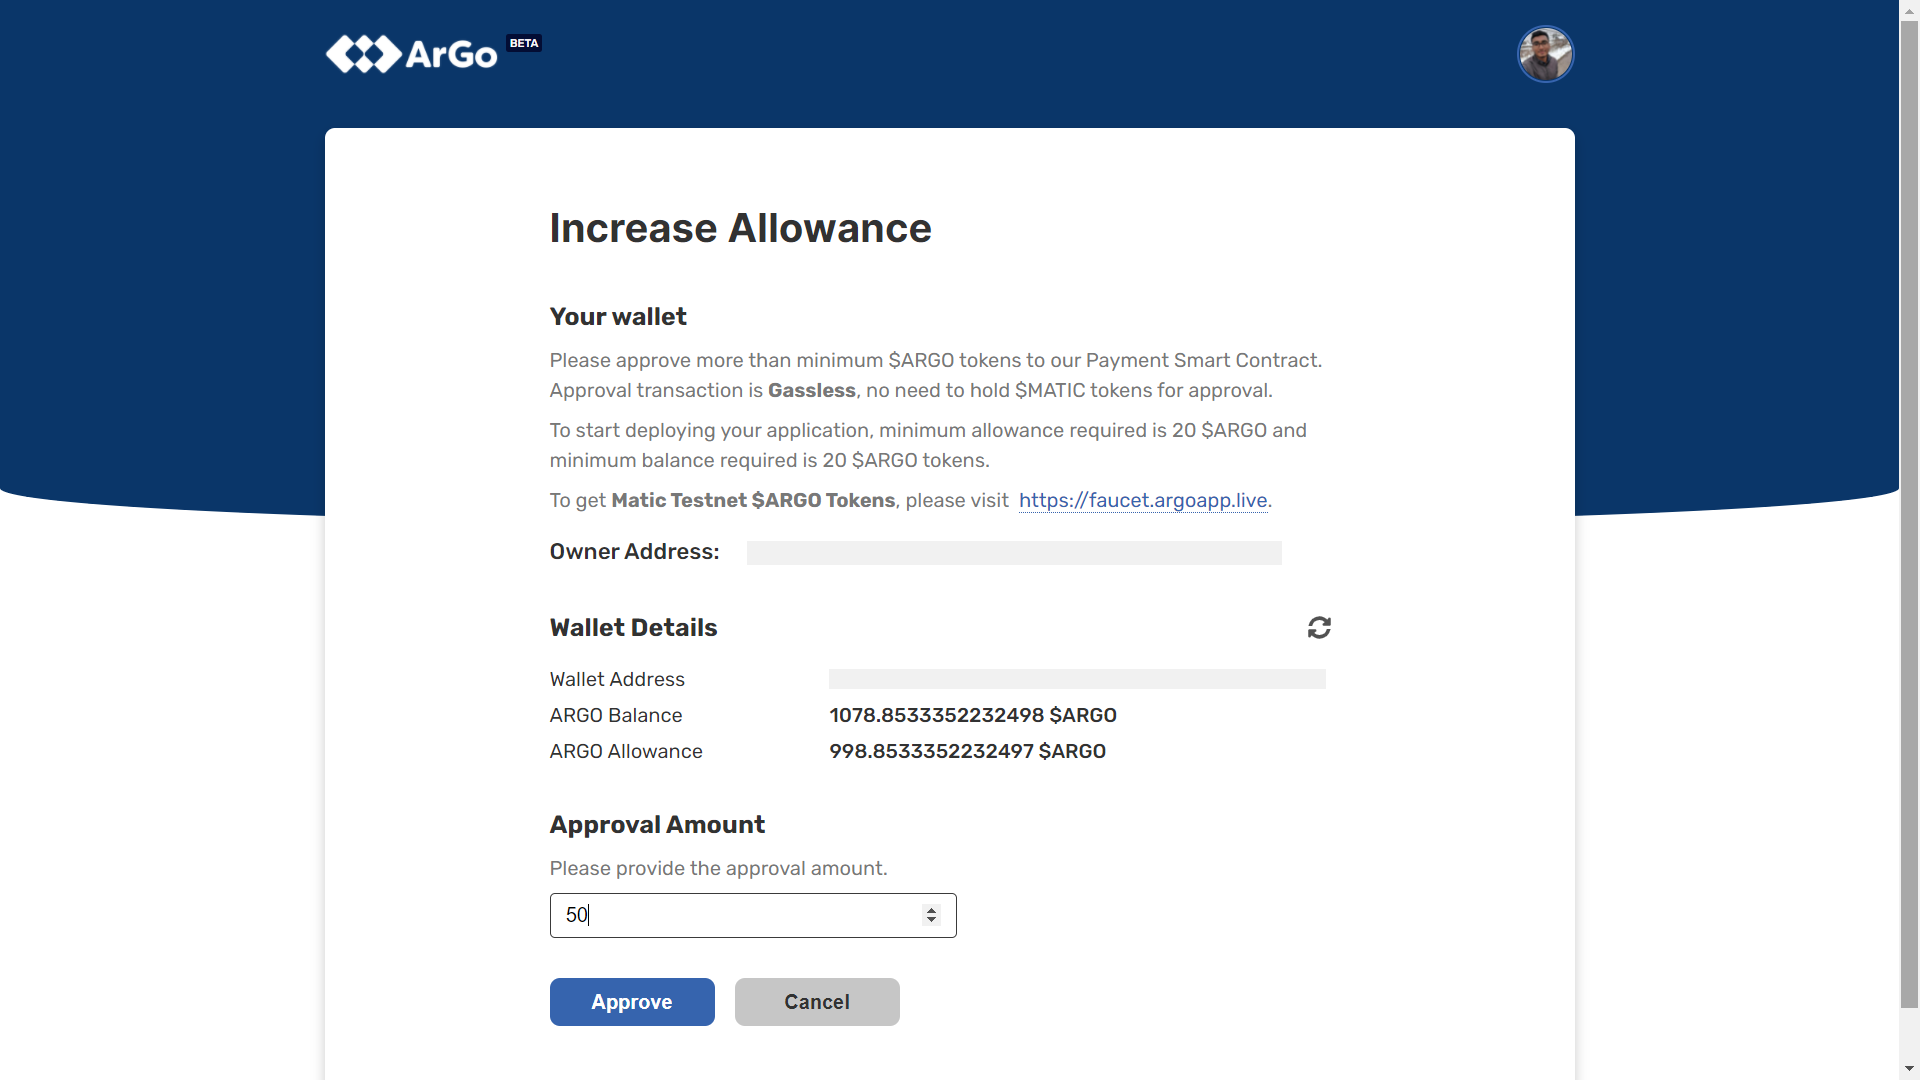 ArGo BETA
Increase Allowance
Your wallet
Please approve more than minimum $ARGO tokens to our Payment Smart Contract.
Approval transaction is Gassless, no need to hold $MATIC tokens for approval.
To start deploying your application, minimum allowance required is 20 $ARGO and
minimum balance required is 20 $ARGO tokens.
To get Matic Testnet $ARGO Tokens, please visit https://faucet.argoapp.live.
Owner Address:
Wallet Details
Wallet Address
ARGO Balance 1078.8533352232498 $ARGO
ARGO Allowance 998.8533352232497 $ARGO
Approval Amount
Please provide the approval amount.
50
Approve Cancel